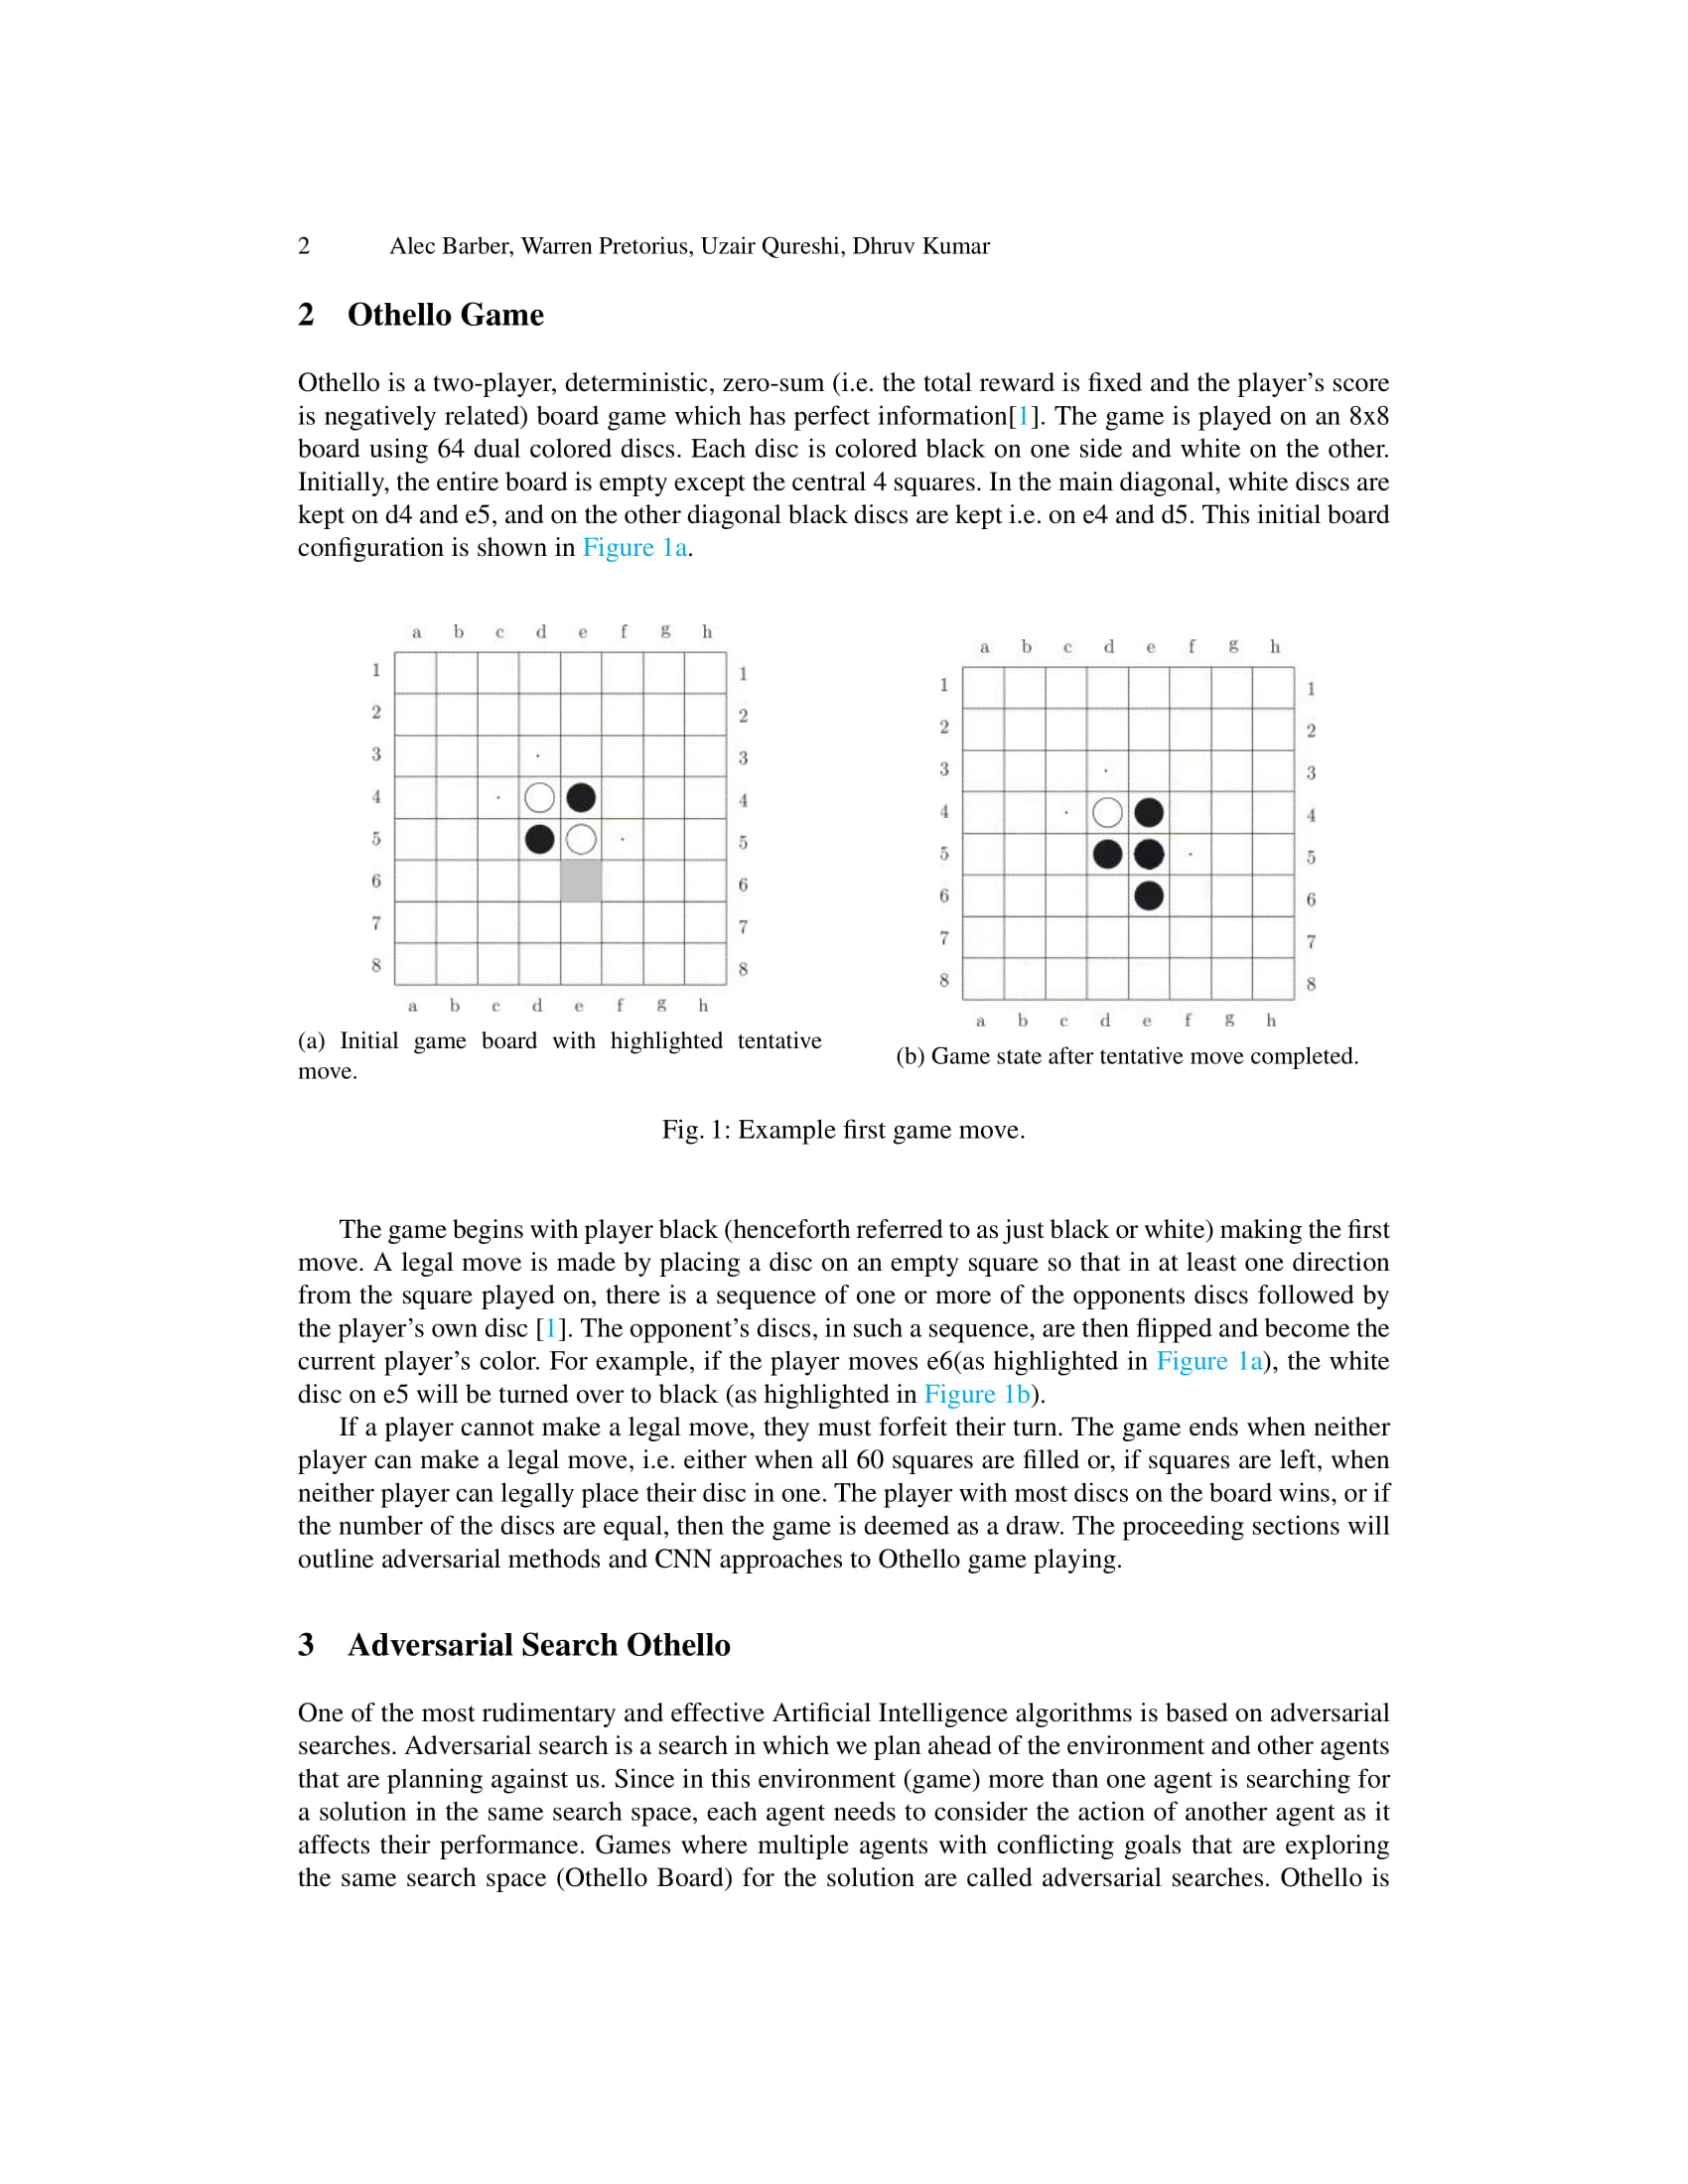 2 Alec Barber, Warren Pretorius, Uzair Qureshi, Dhruv Kumar
2 Othello Game
Othello is a two-player, deterministic, zero-sum (i.e. the total reward is fixed and the player's score
is negatively related) board game which has perfect information[1]. The game is played on an 8x8
board using 64 dual colored discs. Each disc is colored black on one side and white on the other.
Initially, the entire board is empty except the central 4 squares. In the main diagonal, white discs are
kept on d4 and e5, and on the other diagonal black discs are kept i.e. on e4 and d5. This initial board
configuration is shown in Figure 1a.
a b c d e f g h
1 1
2 2
3 3
4 4
5 5
6 6
7 7
8 8
a b c d e f g h
(a) Initial game board with highlighted tentative
move.
a b c d e f g h
1 1
2 2
3 3
4 4
5 5
6 6
7 7
8 8
a b c d e f g h
(b) Game state after tentative move completed.
Fig. 1: Example first game move.
The game begins with player black (henceforth referred to as just black or white) making the first
move. A legal move is made by placing a disc on an empty square so that in at least one direction
from the square played on, there is a sequence of one or more of the opponents discs followed by
the player's own disc [1]. The opponent's discs, in such a sequence, are then flipped and become the
current player's color. For example, if the player moves e6(as highlighted in Figure 1a), the white
disc on e5 will be turned over to black (as highlighted in Figure 1b).
If a player cannot make a legal move, they must forfeit their turn. The game ends when neither
player can make a legal move, i.e. either when all 60 squares are filled or, if squares are left, when
neither player can legally place their disc in one. The player with most discs on the board wins, or if
the number of the discs are equal, then the game is deemed as a draw. The proceeding sections will
outline adversarial methods and CNN approaches to Othello game playing.
3 Adversarial Search Othello
One of the most rudimentary and effective Artificial Intelligence algorithms is based on adversarial
searches. Adversarial search is a search in which we plan ahead of the environment and other agents
that are planning against us. Since in this environment (game) more than one agent is searching for
a solution in the same search space, each agent needs to consider the action of another agent as it
affects their performance. Games where multiple agents with conflicting goals that are exploring
the same search space (Othello Board) for the solution are called adversarial searches. Othello is